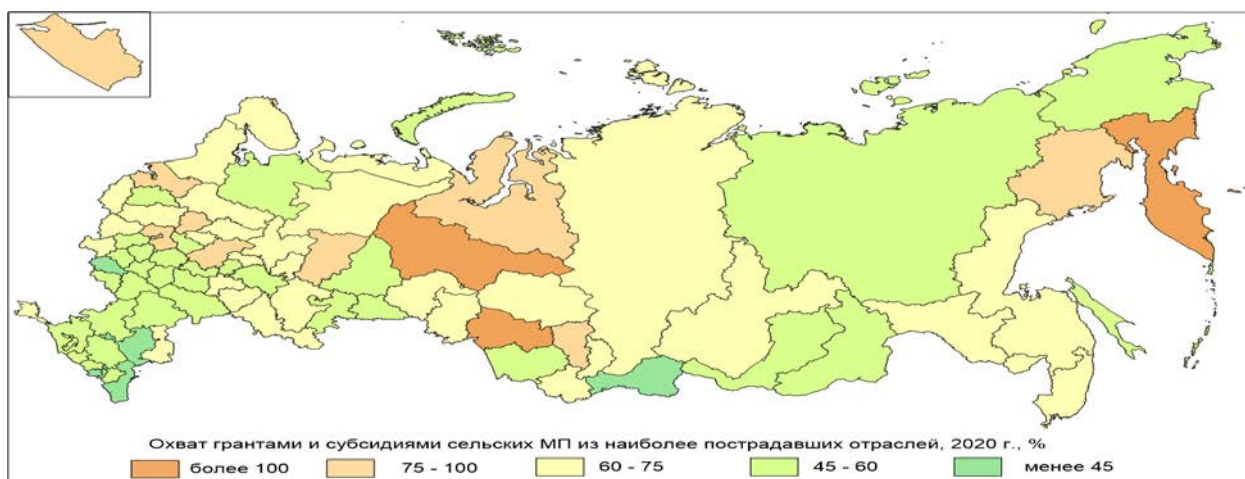 Охват грантами и субсидиями сельских МП из наиболее пострадавших отраслей, 2020 г., %
более 100 75 - 100 60 - 75 45 - 60 менее 45